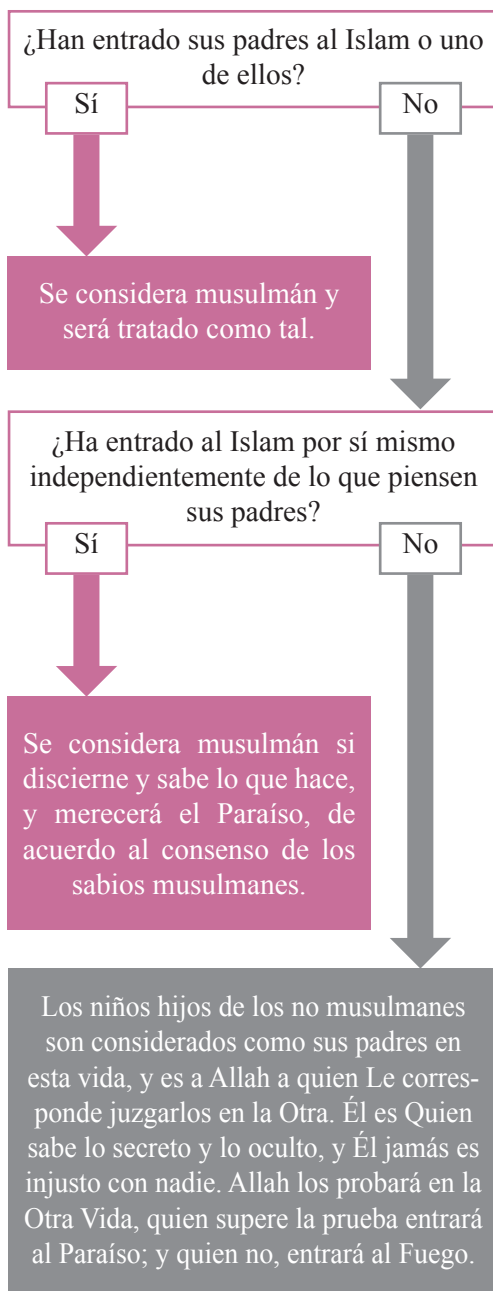 ¿Han entrado sus padres al Islam o uno
de ellos?
Sí
No
Se considera musulmán y
será tratado como tal.
¿Ha entrado al Islam por sí mismo
independientemente de lo que piensen
sus padres?
Sí
No
Se considera musulmán si
discierne y sabe lo que hace,
y merecerá el Paraíso, de
acuerdo al consenso de los
sabios musulmanes.
Los niños hijos de los no musulmanes
son considerados como sus padres en
esta vida, y es a Allah a quien Le corres-
ponde juzgarlos en la Otra. Él es Quien
sabe lo secreto y lo oculto, y Él jamás es
injusto con nadie. Allah los probará en la
Otra Vida, quien supere la prueba entrará
al Paraíso; y quien no, entrará al Fuego.